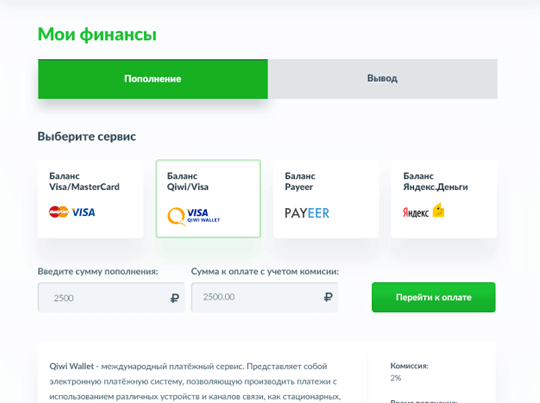 Мои финансы
Пополнение
Вывод
Выберите сервис
Баланс
Visa/MasterCard
MasterCard VISA
Баланс
Qiwi/Visa
VISA
QIWI WALLET
Баланс
Payeer
PAYEER
Баланс
Яндекс.Деньги
Яндекс
Введите сумму пополнения:
2500 ₽
Сумма к оплате с учетом комисии:
2500.00 ₽
Перейти к оплате
Qiwi Wallet - международный платёжный сервис. Представляет собой
электронную платёжную систему, позволяющую производить платежи с
использованием различных устройств и каналов связи, как стационарных,
Комиссия:
2%